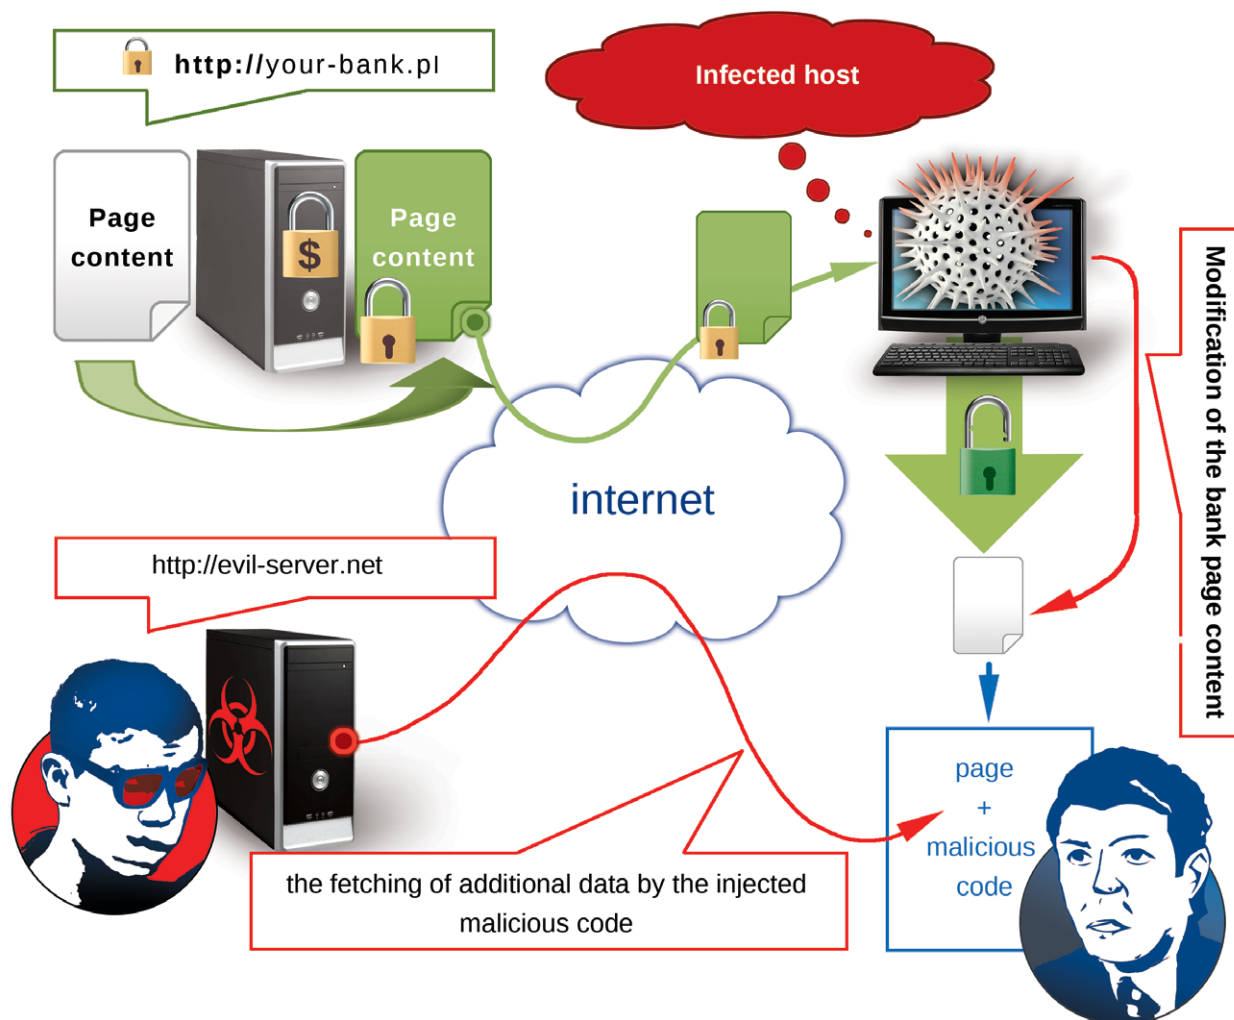 http://your-bank.pl
Infected host
Page
content
$
Page
content
Modification of the bank page content
internet
http://evil-server.net
page
+
malicious
code
the fetching of additional data by the injected
malicious code